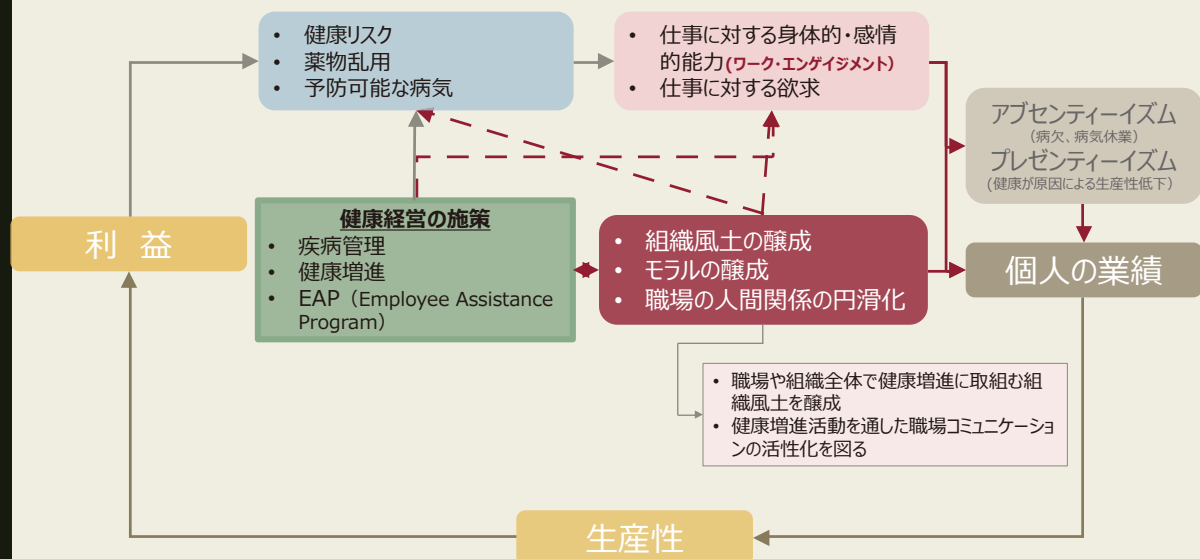 • 健康リスク
• 薬物乱用
• 予防可能な病気
• 仕事に対する身体的・感情
的能力(ワーク・エンゲイジメント)
• 仕事に対する欲求
アブセンティーイズム
(病欠、病気休業)
プレゼンティーイズム
(健康が原因による生産性低下)
利 益
健康経営の施策
• 疾病管理
• 健康増進
• EAP（Employee Assistance
Program）
• 組織風土の醸成
• モラルの醸成
• 職場の人間関係の円滑化
個人の業績
• 職場や組織全体で健康増進に取組む組
織風土を醸成
• 健康増進活動を通した職場コミュニケーショ
ンの活性化を図る
生産性